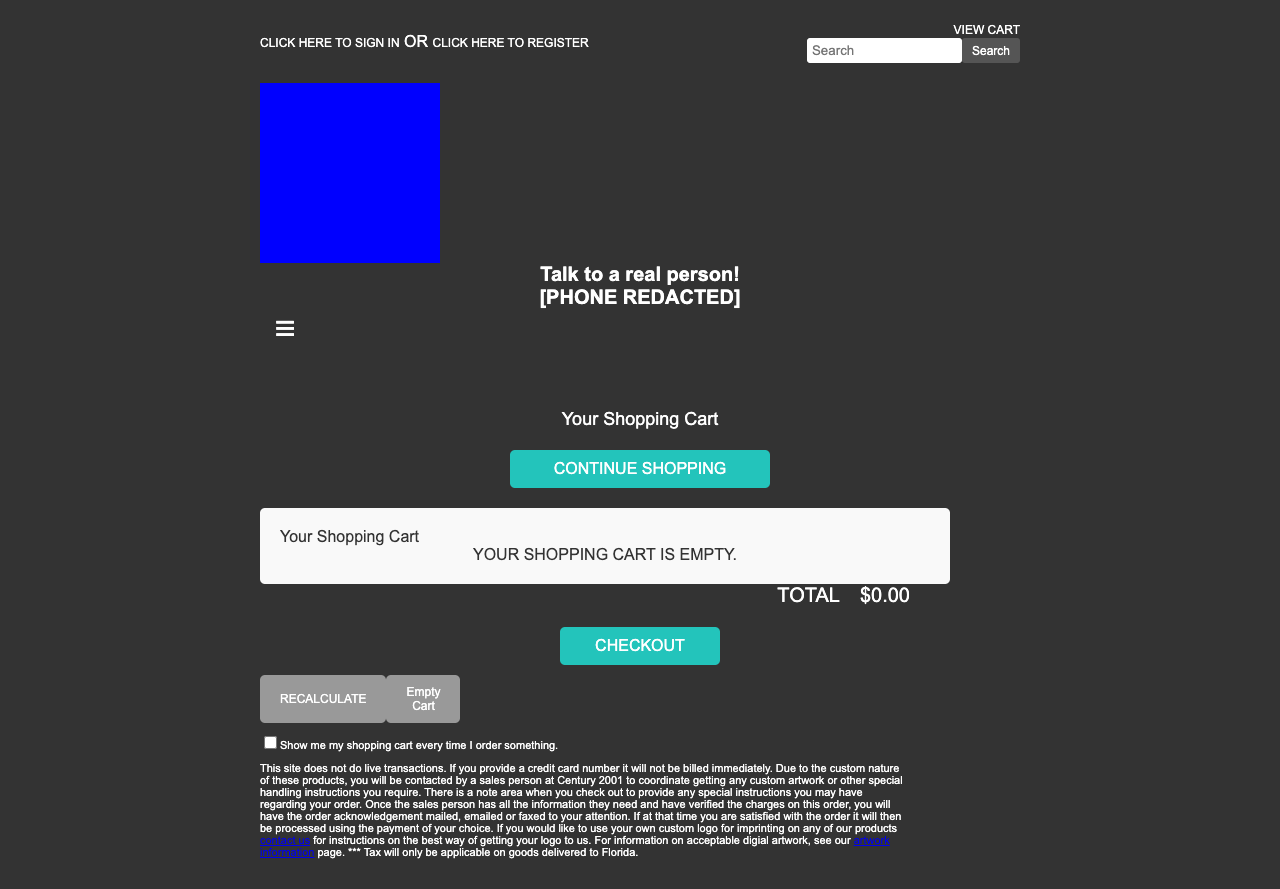 CLICK HERE TO SIGN IN OR CLICK HERE TO REGISTER
VIEW CART
Search Search
Talk to a real person!
[PHONE REDACTED]
Your Shopping Cart
CONTINUE SHOPPING
Your Shopping Cart
YOUR SHOPPING CART IS EMPTY.
TOTAL $0.00
CHECKOUT
RECALCULATE
Empty
Cart
Show me my shopping cart every time I order something.
This site does not do live transactions. If you provide a credit card number it will not be billed immediately. Due to the custom nature
of these products, you will be contacted by a sales person at Century 2001 to coordinate getting any custom artwork or other special
handling instructions you require. There is a note area when you check out to provide any special instructions you may have
regarding your order. Once the sales person has all the information they need and have verified the charges on this order, you will
have the order acknowledgement mailed, emailed or faxed to your attention. If at that time you are satisfied with the order it will then
be processed using the payment of your choice. If you would like to use your own custom logo for imprinting on any of our products
contact us for instructions on the best way of getting your logo to us. For information on acceptable digial artwork, see our artwork
information page. *** Tax will only be applicable on goods delivered to Florida.